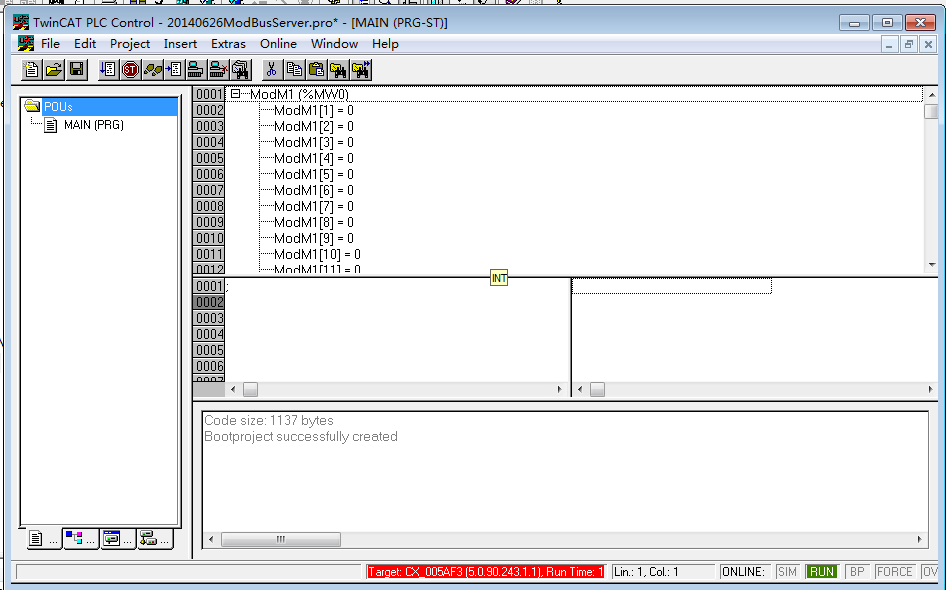 TwinCAT PLC Control - 20140626ModBusServer.pro* - [MAIN (PRG-ST)]
File Edit Project Insert Extras Online Window Help
POUs
MAIN (PRG)
0001 ModM1 (%MW0)
0002 ModM1[1] = 0
0003 ModM1[2] = 0
0004 ModM1[3] = 0
0005 ModM1[4] = 0
0006 ModM1[5] = 0
0007 ModM1[6] = 0
0008 ModM1[7] = 0
0009 ModM1[8] = 0
0010 ModM1[9] = 0
0011 ModM1[10] = 0
0012 ModM1[11] = 0
INT
0001 ;
0002
0003
0004
0005
0006
0007
Code size: 1137 bytes
Bootproject successfully created
... ... ... ...
Target: CX_005AF3 (5.0.90.243.1.1), Run Time: 1 Lin.: 1, Col.: 1 ONLINE: SIM RUN BP FORCE OV